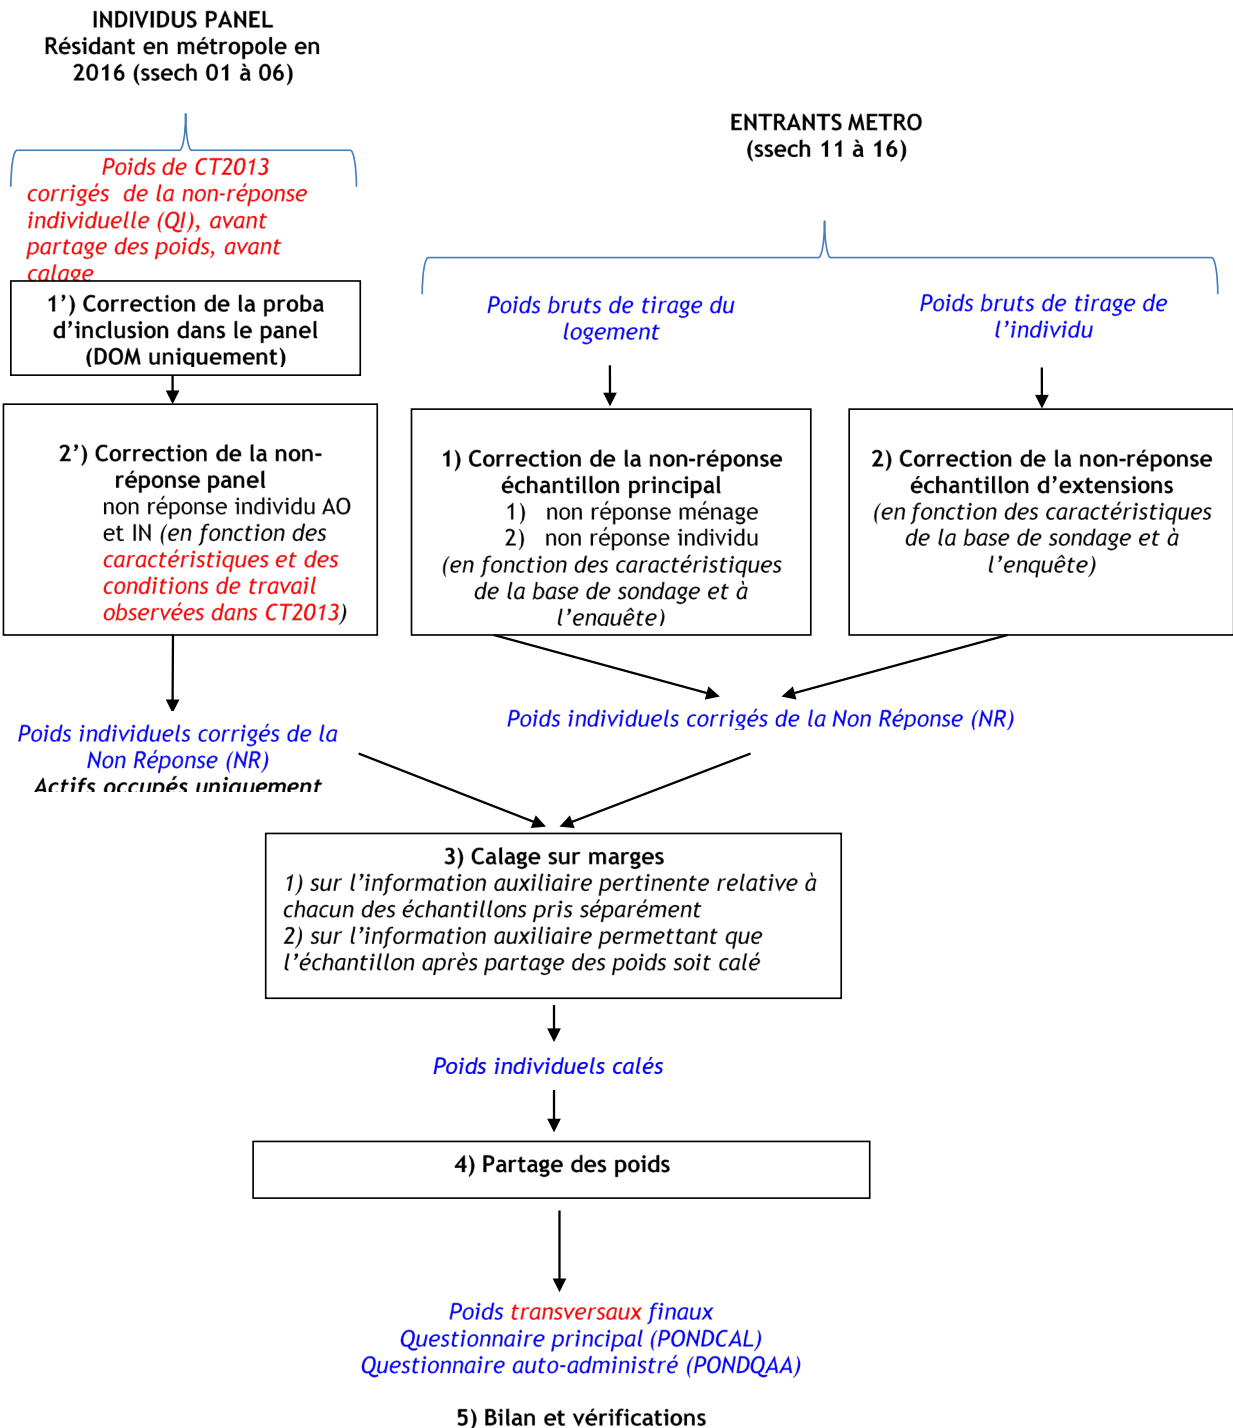 INDIVIDUS PANEL
Résidant en métropole en
2016 (ssech 01 à 06)
Poids de CT2013
corrigés de la non-réponse
individuelle (QI), avant
partage des poids, avant
calage
1’) Correction de la proba
d’inclusion dans le panel
(DOM uniquement)
2’) Correction de la non-
réponse panel
non réponse individu AO
et IN (en fonction des
caractéristiques et des
conditions de travail
observées dans CT2013)
Poids individuels corrigés de la
Non Réponse (NR)
Actifs occupés uniquement
ENTRANTS METRO
(ssech 11 à 16)
Poids bruts de tirage du
logement
1) Correction de la non-réponse
échantillon principal
1) non réponse ménage
2) non réponse individu
(en fonction des caractéristiques
de la base de sondage et à
l’enquête)
Poids bruts de tirage de
l’individu
2) Correction de la non-réponse
échantillon d’extensions
(en fonction des caractéristiques
de la base de sondage et à
l’enquête)
Poids individuels corrigés de la Non Réponse (NR)
3) Calage sur marges
1) sur l’information auxiliaire pertinente relative à
chacun des échantillons pris séparément
2) sur l’information auxiliaire permettant que
l’échantillon après partage des poids soit calé
Poids individuels calés
4) Partage des poids
Poids transversaux finaux
Questionnaire principal (PONDCAL)
Questionnaire auto-administré (PONDQAA)
5) Bilan et vérifications